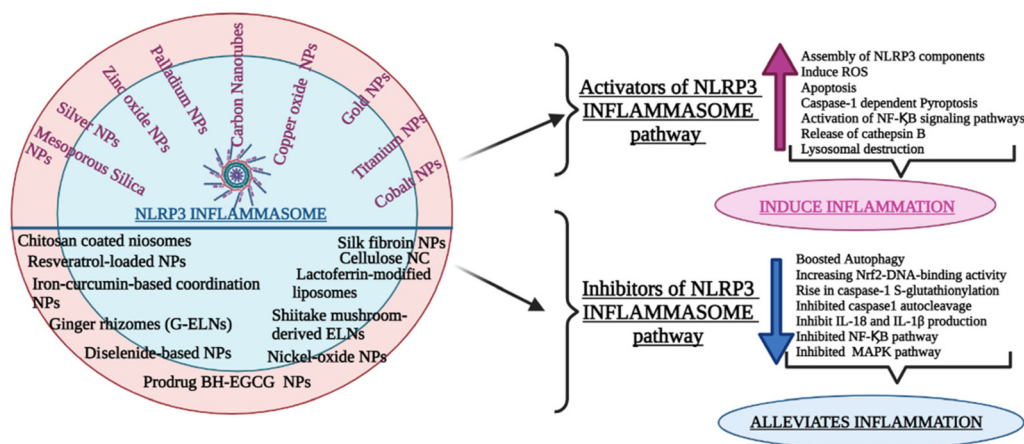 Mesoporous Silica
NPs
Silver NPs
Zinc oxide NPs
Palladium NPs
Carbon Nanotubes
Copper oxide NPs
Gold NPs
Titanium NPs
Cobalt NPs
NLRP3 INFLAMMASOME
Chitosan coated niosomes
Resveratrol-loaded NPs
Iron-curcumin-based coordination
NPs
Ginger rhizomes (G-ELNs)
Diselenide-based NPs
Prodrug BH-EGCG NPs
Silk fibroin NPs
Cellulose NC
Lactoferrin-modified
liposomes
Shiitake mushroom-
derived ELNs
Nickel-oxide NPs
Activators of NLRP3
INFLAMMASOME
pathway
Assembly of NLRP3 components
Induce ROS
Apoptosis
Caspase-1 dependent Pyroptosis
Activation of NF-ƘB signaling pathways
Release of cathepsin B
Lysosomal destruction
INDUCE INFLAMMATION
Inhibitors of NLRP3
INFLAMMASOME
pathway
Boosted Autophagy
Increasing Nrf2-DNA-binding activity
Rise in caspase-1 S-glutathionylation
Inhibited caspase1 autocleavage
Inhibit IL-18 and IL-1β production
Inhibited NF-ƘB pathway
Inhibited MAPK pathway
ALLEVIATES INFLAMMATION